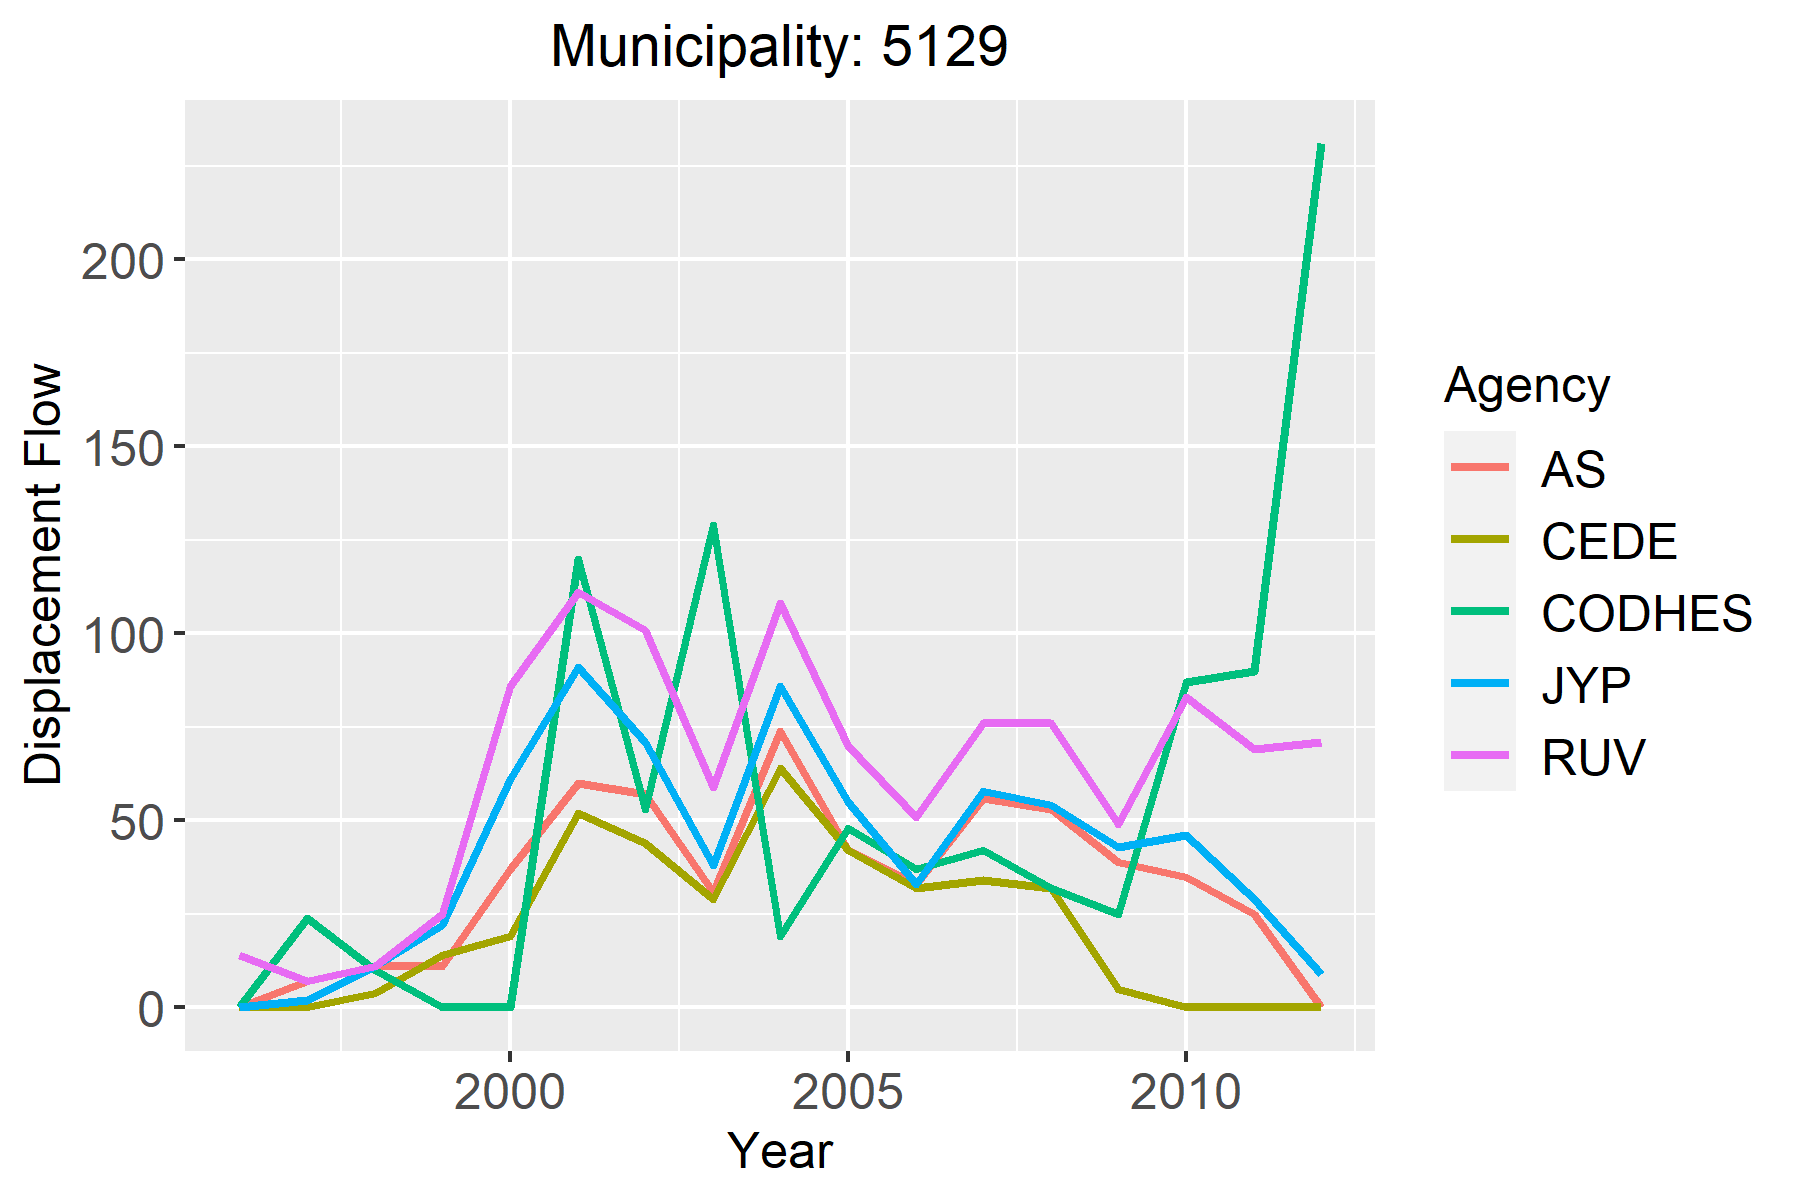 Municipality: 5129
Displacement Flow
200
150
100
50
0
2000 2005 2010
Year
Agency
AS
CEDE
CODHES
JYP
RUV